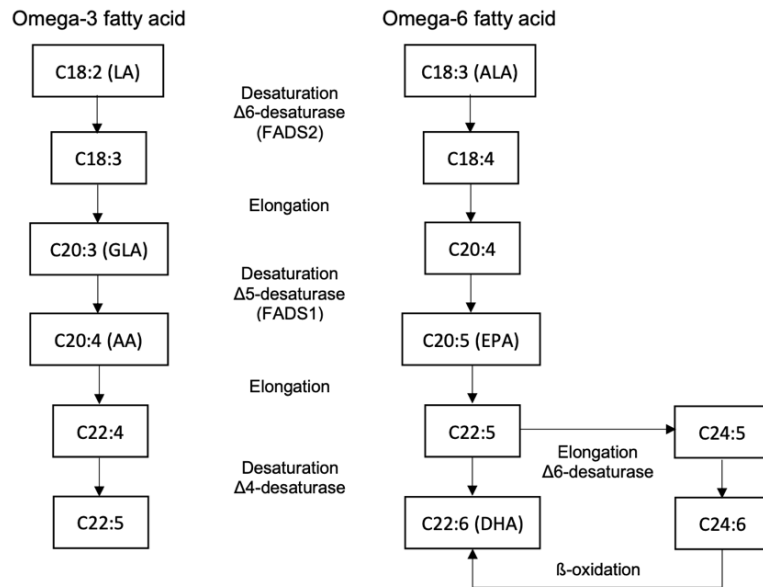 Omega-3 fatty acid
Omega-6 fatty acid
C18:2 (LA)
C18:3 (ALA)
Desaturation
Δ6-desaturase
(FADS2)
C18:3
C18:4
Elongation
C20:3 (GLA)
C20:4
Desaturation
Δ5-desaturase
(FADS1)
C20:4 (AA)
C20:5 (EPA)
Elongation
C22:4
C22:5
C24:5
Elongation
Δ6-desaturase
Desaturation
Δ4-desaturase
C22:5
C22:6 (DHA)
C24:6
ß-oxidation